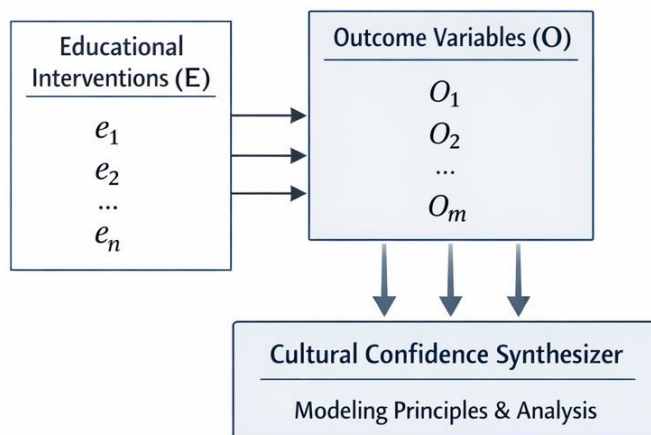 Educational
Interventions (E)
e₁
e₂
...
eₙ
Outcome Variables (O)
O₁
O₂
...
Oₘ
Cultural Confidence Synthesizer
Modeling Principles & Analysis